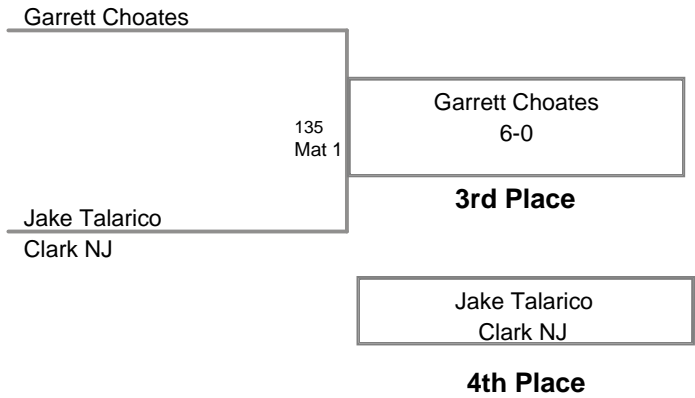 Garrett Choates
Garrett Choates
6-0
135
Mat 1
3rd Place
Jake Talarico
Clark NJ
Jake Talarico
Clark NJ
4th Place